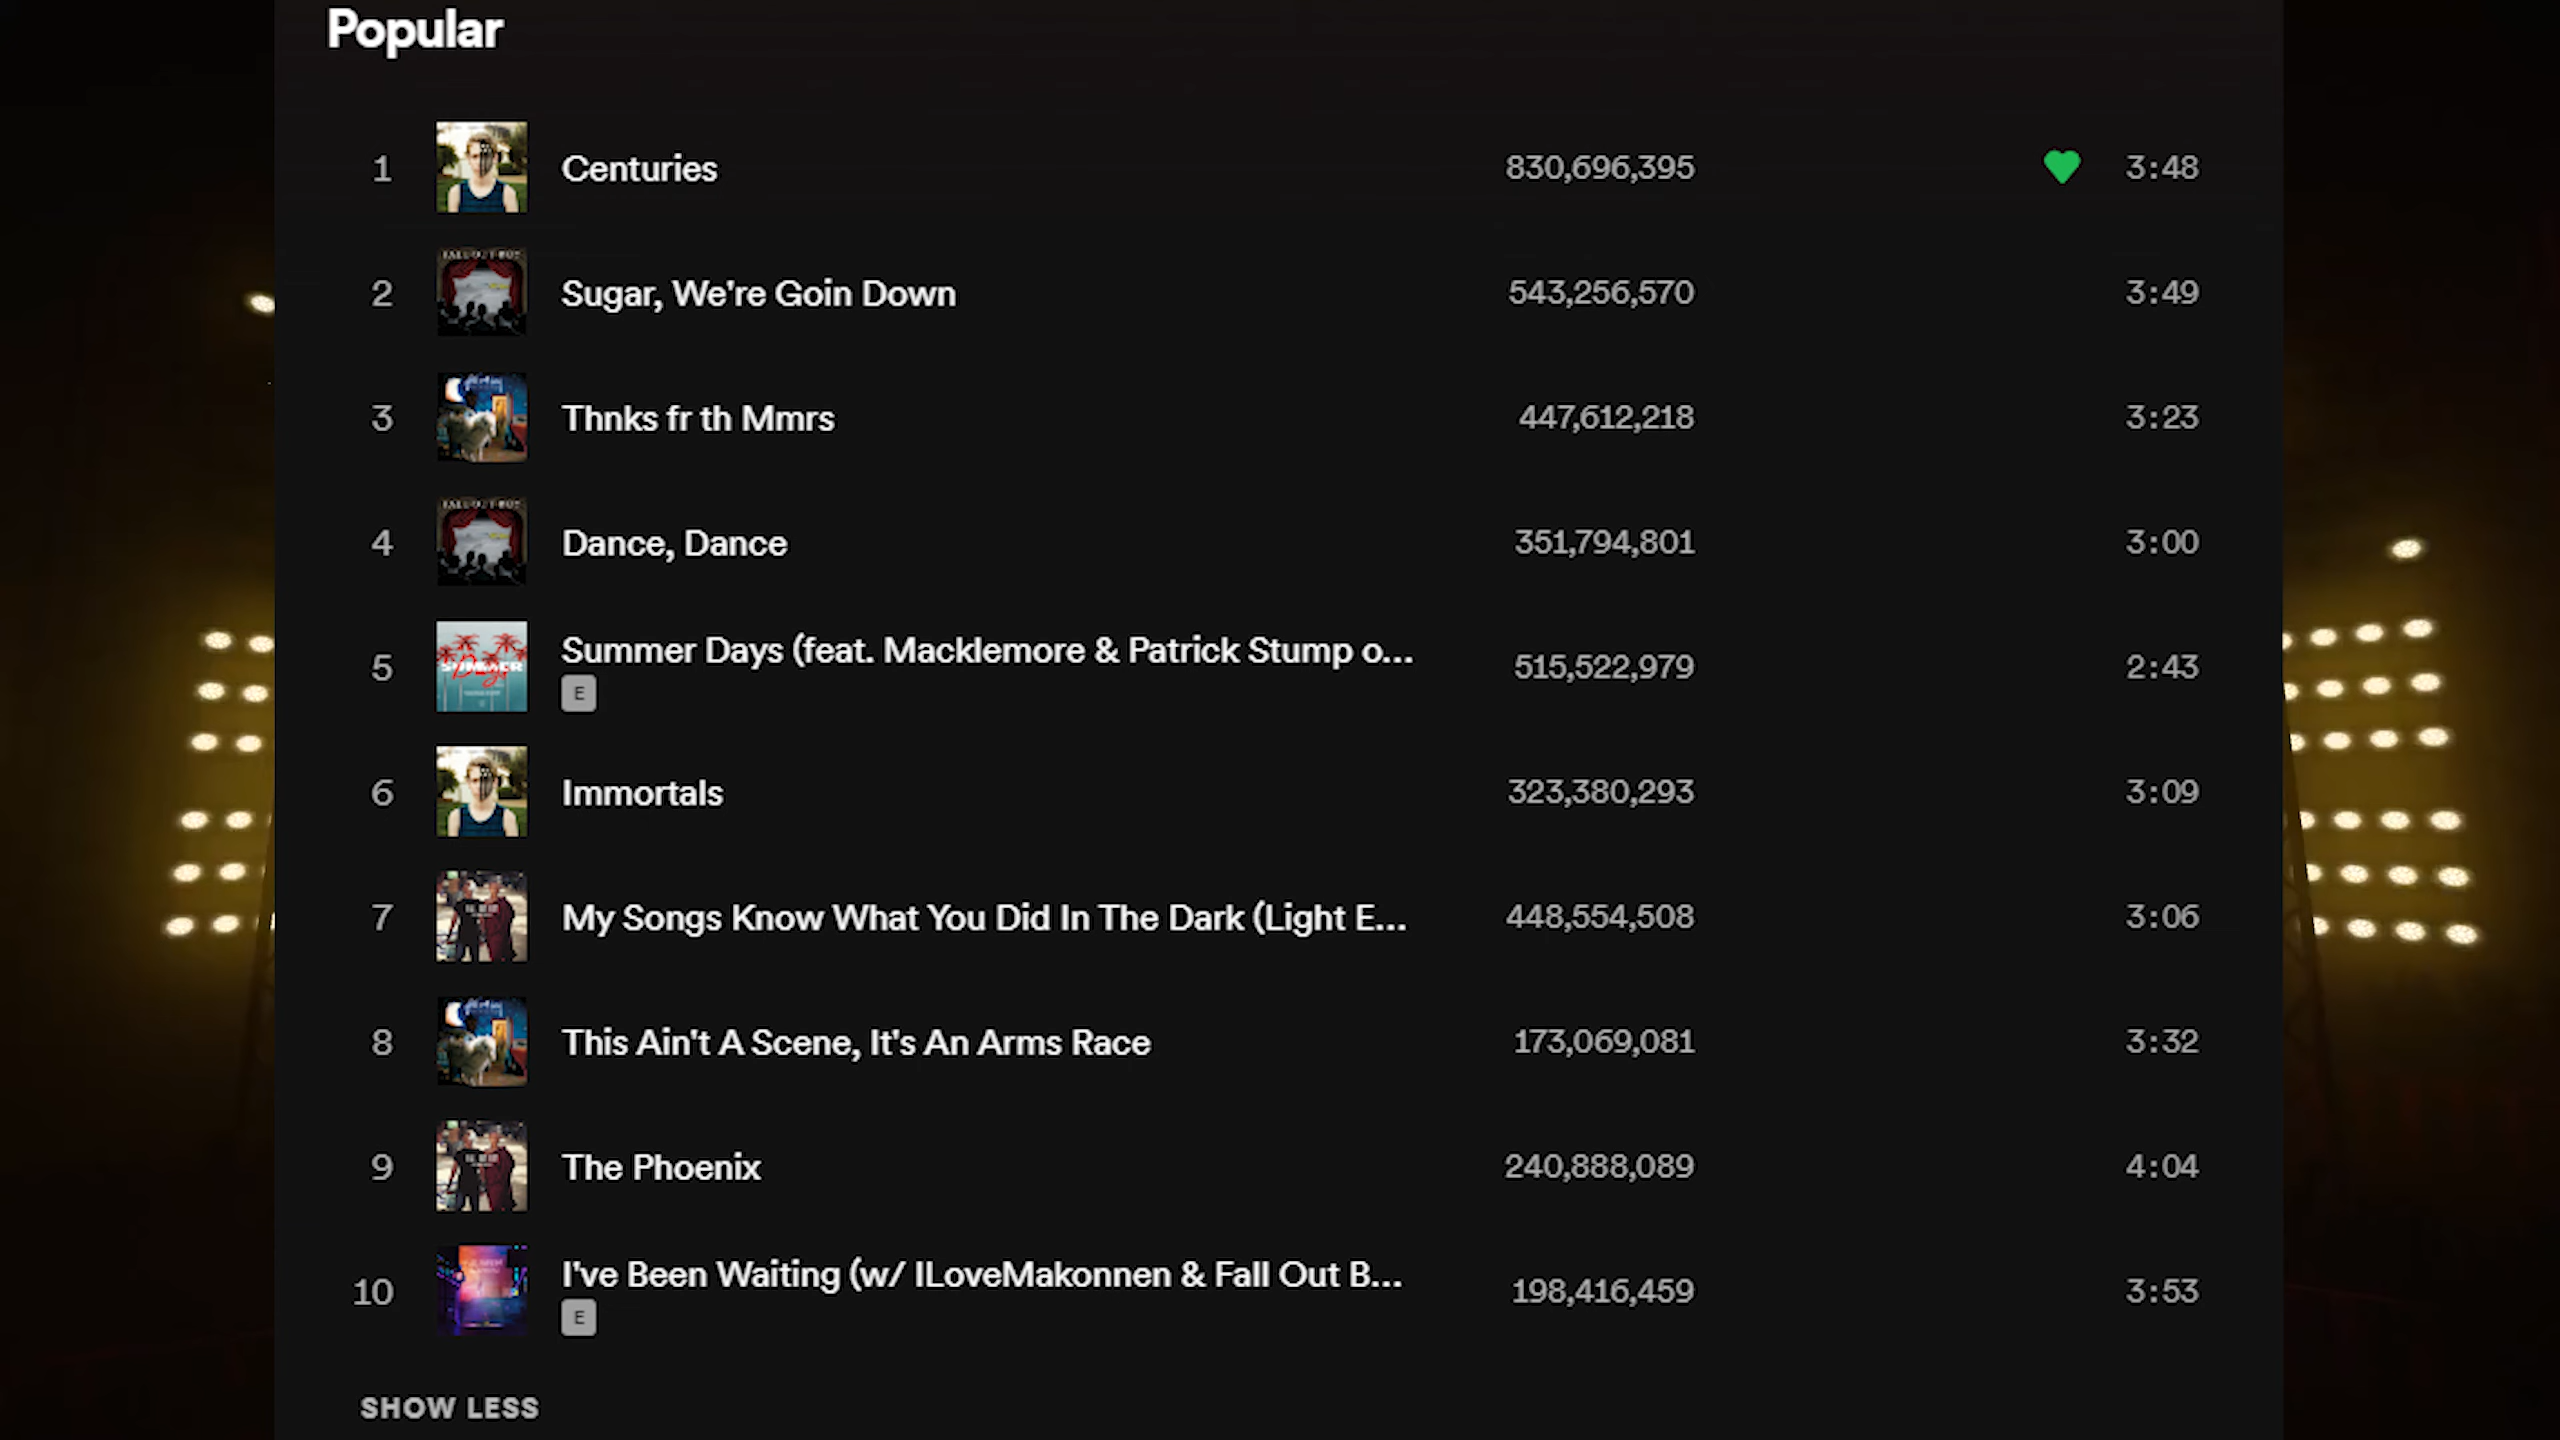 Popular
1 Centuries 830,696,395 3:48
2 Sugar, We're Goin Down 543,256,570 3:49
3 Thnks fr th Mmrs 447,612,218 3:23
4 Dance, Dance 351,794,801 3:00
5 Summer Days (feat. Macklemore & Patrick Stump o... 515,522,979 2:43
E
6 Immortals 323,380,293 3:09
7 My Songs Know What You Did In The Dark (Light E... 448,554,508 3:06
8 This Ain't A Scene, It's An Arms Race 173,069,081 3:32
9 The Phoenix 240,888,089 4:04
10 I've Been Waiting (w/ ILoveMakonnen & Fall Out B... 198,416,459 3:53
E
SHOW LESS